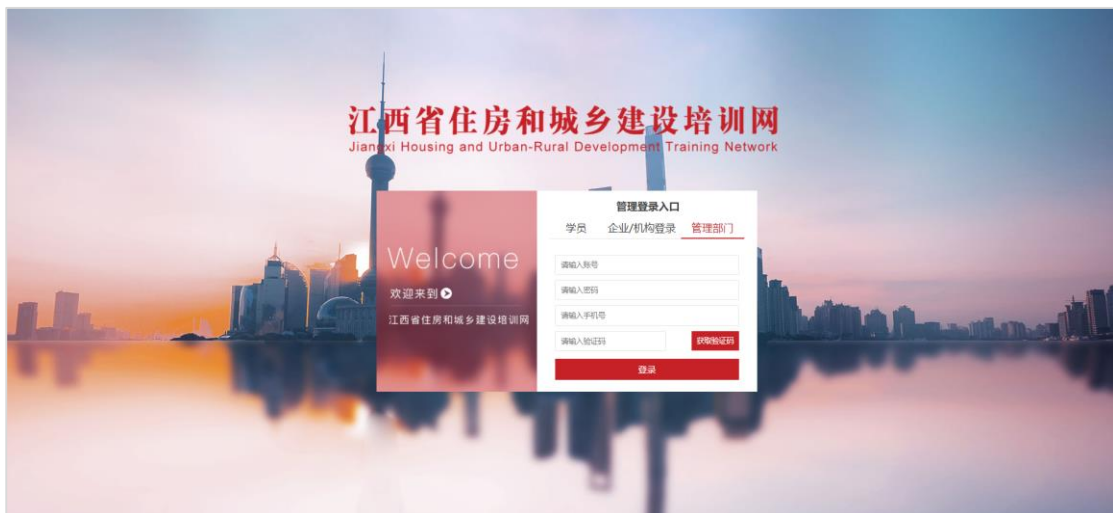 江西省住房和城乡建设培训网
Jiangxi Housing and Urban-Rural Development Training Network
Welcome
欢迎来到
江西省住房和城乡建设培训网
管理登录入口
学员 企业/机构登录 管理部门
请输入账号
请输入密码
请输入手机号
请输入验证码 获取验证码
登录